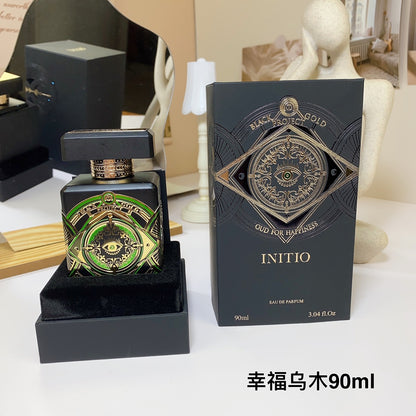 BLACK GOLD
PROJECT
OUD FOR HAPPINESS
INITIO
EAU DE PARFUM
90ml 3.04 fl.Oz
幸福乌木90ml